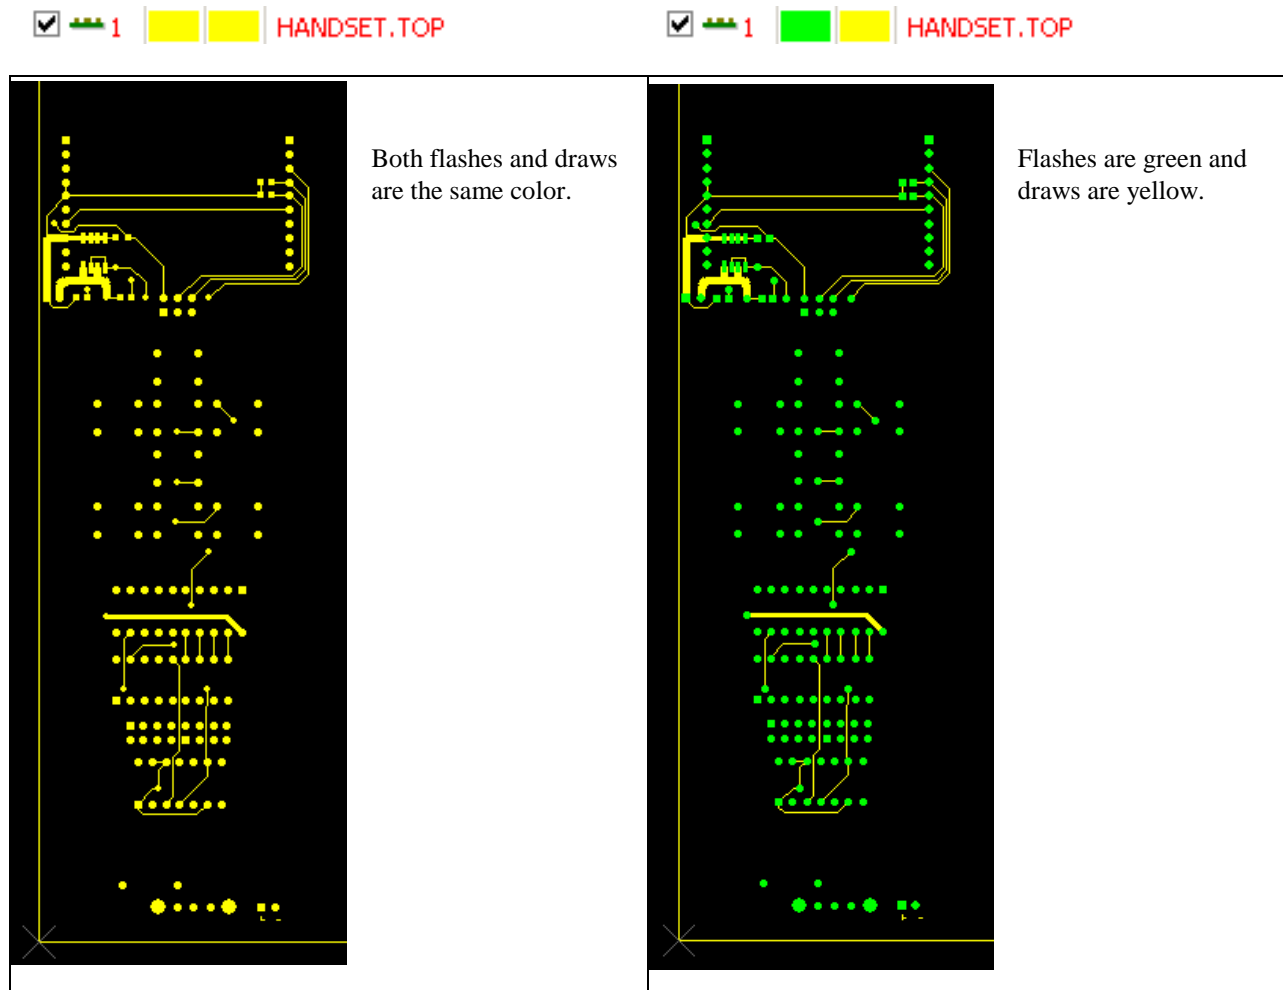 1 HANDSET.TOP
1 HANDSET.TOP
Both flashes and draws
are the same color.
Flashes are green and
draws are yellow.